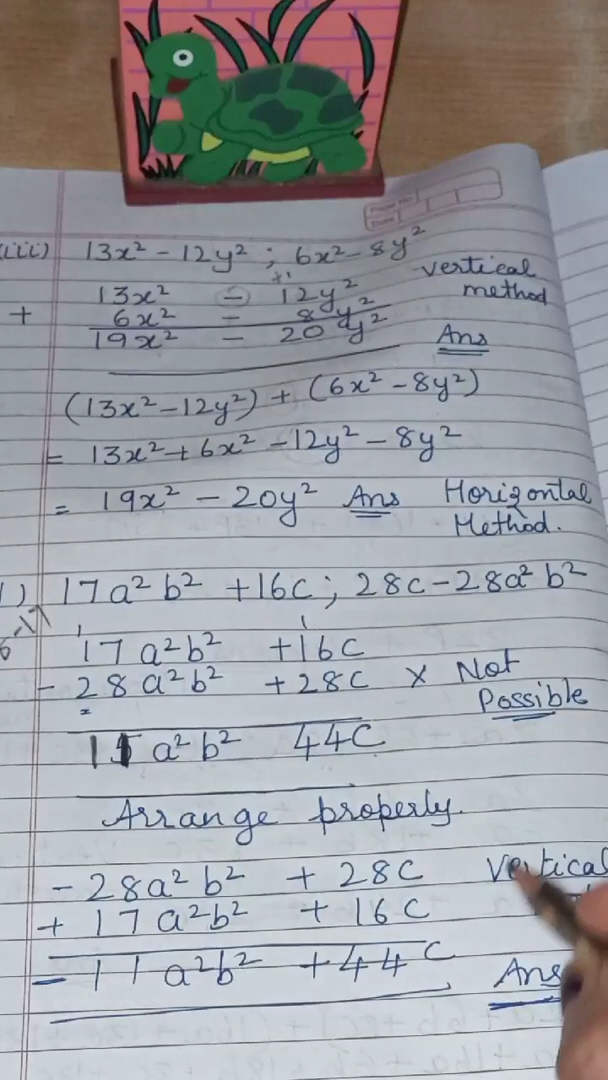 (iii) 13x² - 12y² ; 6x² - 8y²
13x² - 12y² vertical
+ 6x² - 8y² method
19x² - 20y² Ans
(13x² - 12y²) + (6x² - 8y²)
= 13x² + 6x² - 12y² - 8y²
= 19x² - 20y² Ans Horizontal
Method.
) 17a²b² + 16c ; 28c - 28a²b²
17a²b² + 16c
- 28a²b² + 28c × Not
Possible
11a²b² 44c
Arrange properly.
- 28a²b² + 28c Vertical
+ 17a²b² + 16c
- 11a²b² + 44c Ans